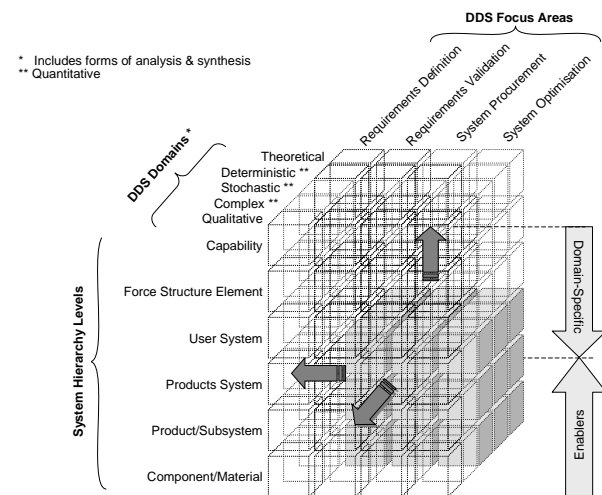 DDS Focus Areas
* Includes forms of analysis & synthesis
** Quantitative
Requirements Definition
Requirements Validation
System Procurement
System Optimisation
DDS Domains *
Theoretical
Deterministic **
Stochastic **
Complex **
Qualitative
System Hierarchy Levels
Capability
Force Structure Element
User System
Products System
Product/Subsystem
Component/Material
Domain-Specific
Enablers